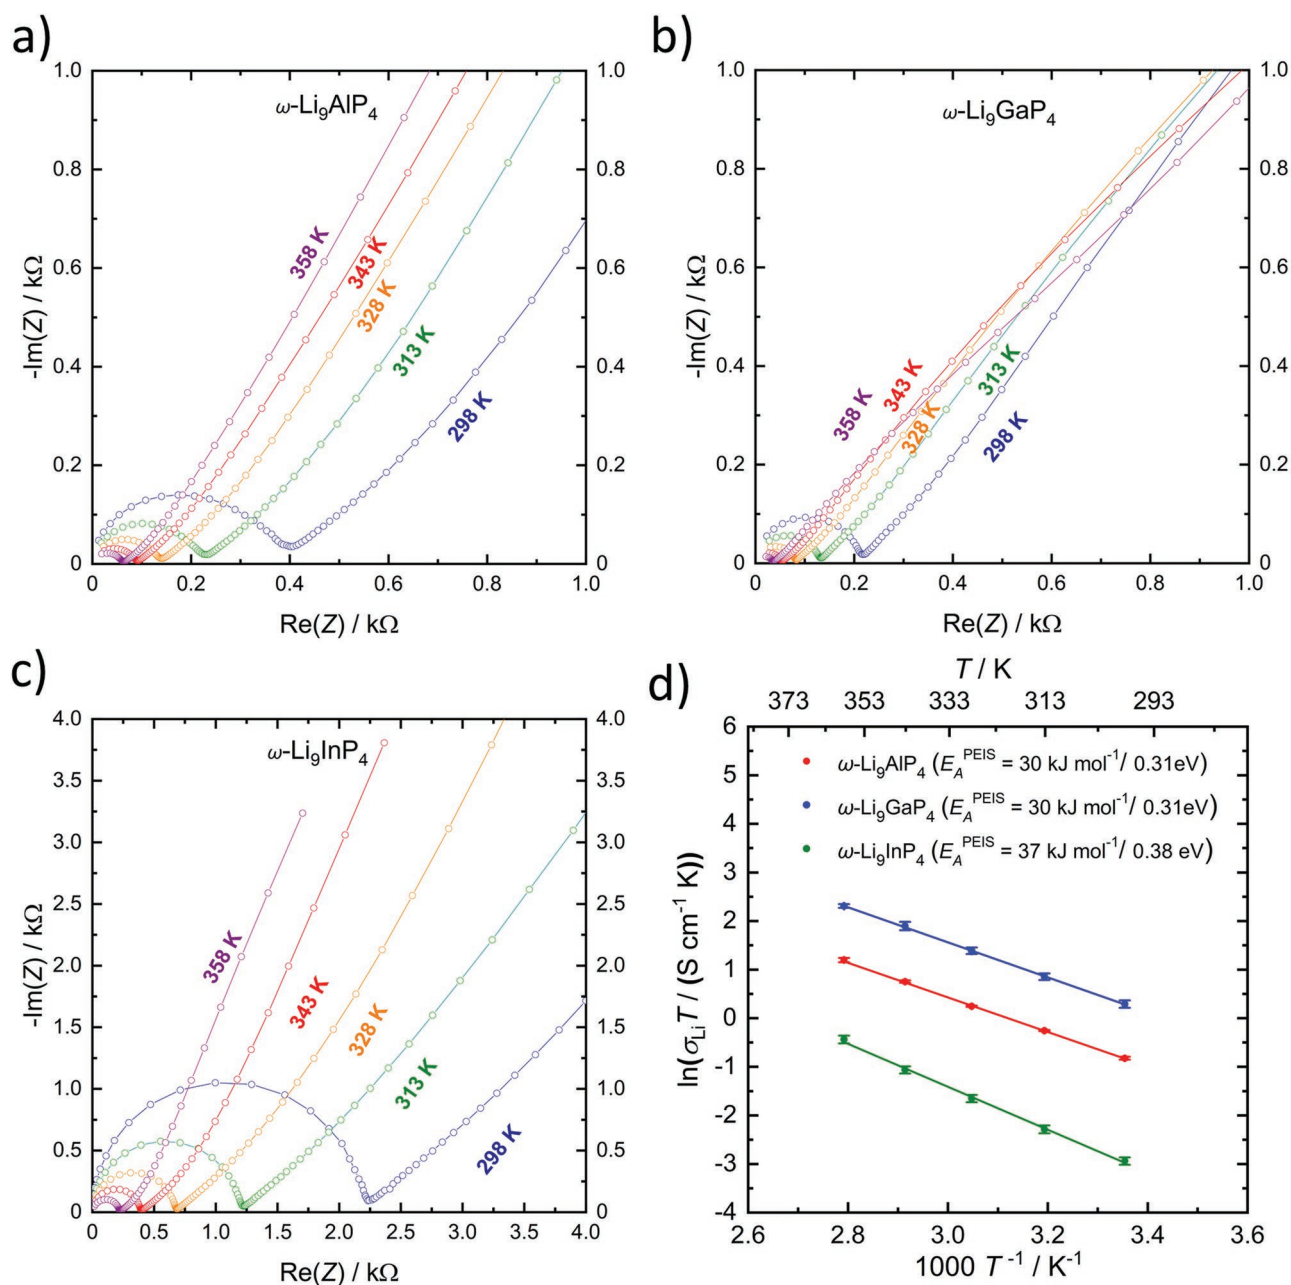 a)
ω-Li₉AlP₄
1.0 1.0
0.8 0.8
0.6 0.6
0.4 0.4
0.2 0.2
0 0
358 K
343 K
328 K
313 K
298 K
-Im(Z) / kΩ
0 0.2 0.4 0.6 0.8 1.0
Re(Z) / kΩ
b)
ω-Li₉GaP₄
1.0 1.0
0.8 0.8
0.6 0.6
0.4 0.4
0.2 0.2
0 0
358 K
343 K
328 K
313 K
298 K
-Im(Z) / kΩ
0 0.2 0.4 0.6 0.8 1.0
Re(Z) / kΩ
c)
ω-Li₉InP₄
4.0 4.0
3.5 3.5
3.0 3.0
2.5 2.5
2.0 2.0
1.5 1.5
1.0 1.0
0.5 0.5
0 0
358 K
343 K
328 K
313 K
298 K
-Im(Z) / kΩ
0 0.5 1.0 1.5 2.0 2.5 3.0 3.5 4.0
Re(Z) / kΩ
d)
T / K
373 353 333 313 293
6
5
4
3
2
1
0
-1
-2
-3
-4
ω-Li₉AlP₄ (E_A^PEIS = 30 kJ mol⁻¹/ 0.31eV)
ω-Li₉GaP₄ (E_A^PEIS = 30 kJ mol⁻¹/ 0.31eV)
ω-Li₉InP₄ (E_A^PEIS = 37 kJ mol⁻¹/ 0.38 eV)
ln(σ_Li T / (S cm⁻¹ K))
2.6 2.8 3.0 3.2 3.4 3.6
1000 T⁻¹ / K⁻¹